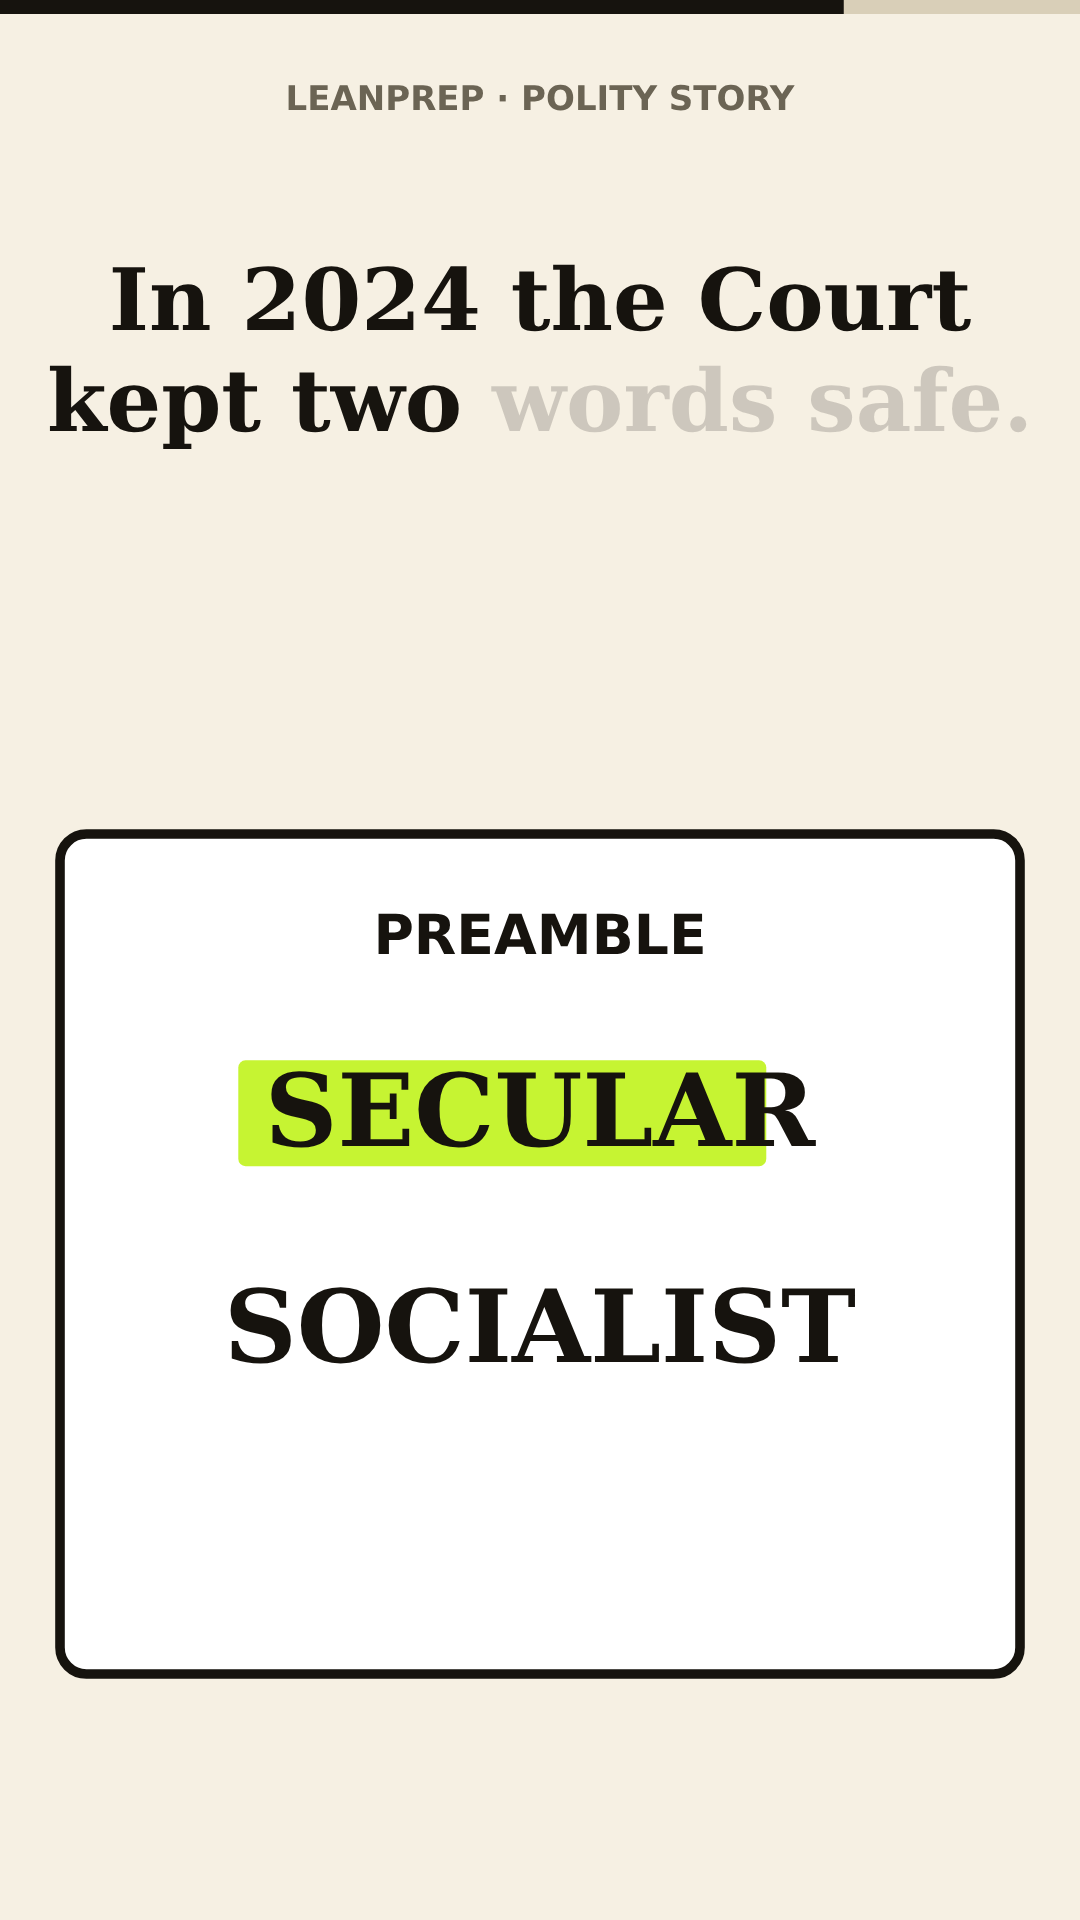 LEANPREP · POLITY STORY
In 2024 the Court
kept two words safe.
PREAMBLE
SECULAR
SOCIALIST